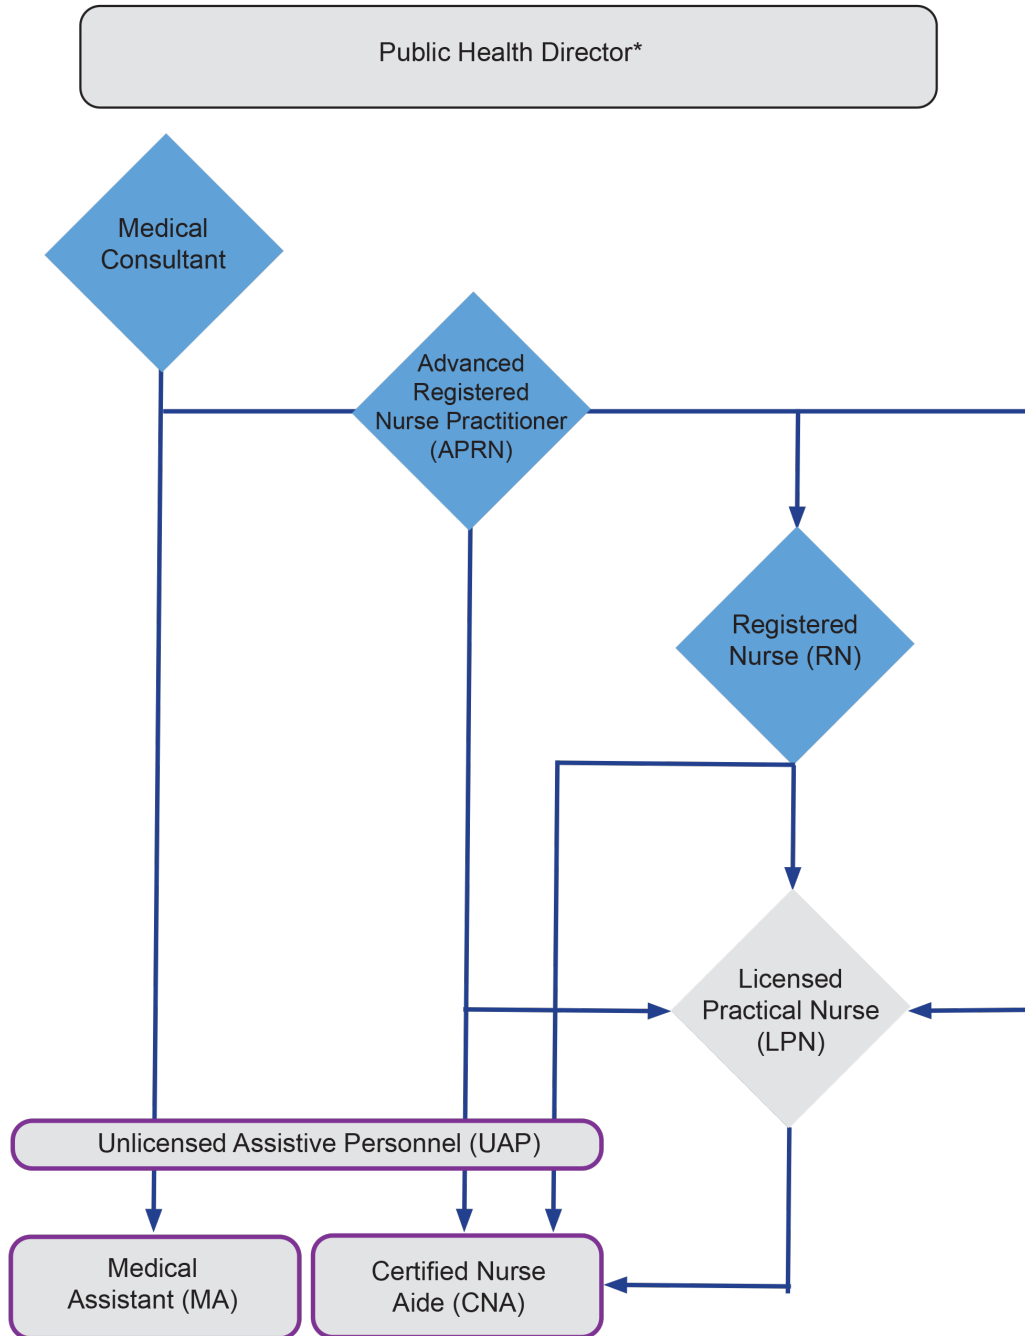 Public Health Director*
Medical
Consultant
Advanced
Registered
Nurse Practitioner
(APRN)
Registered
Nurse (RN)
Licensed
Practical Nurse
(LPN)
Unlicensed Assistive Personnel (UAP)
Medical
Assistant (MA)
Certified Nurse
Aide (CNA)